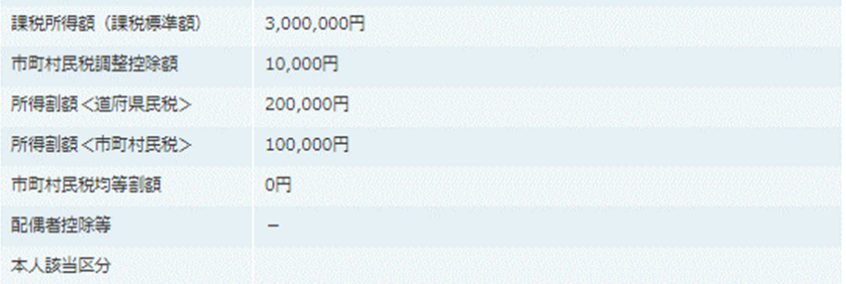 課税所得額（課税標準額） 3,000,000円
市町村民税調整控除額 10,000円
所得割額＜道府県民税＞ 200,000円
所得割額＜市町村民税＞ 100,000円
市町村民税均等割額 0円
配偶者控除等 －
本人該当区分